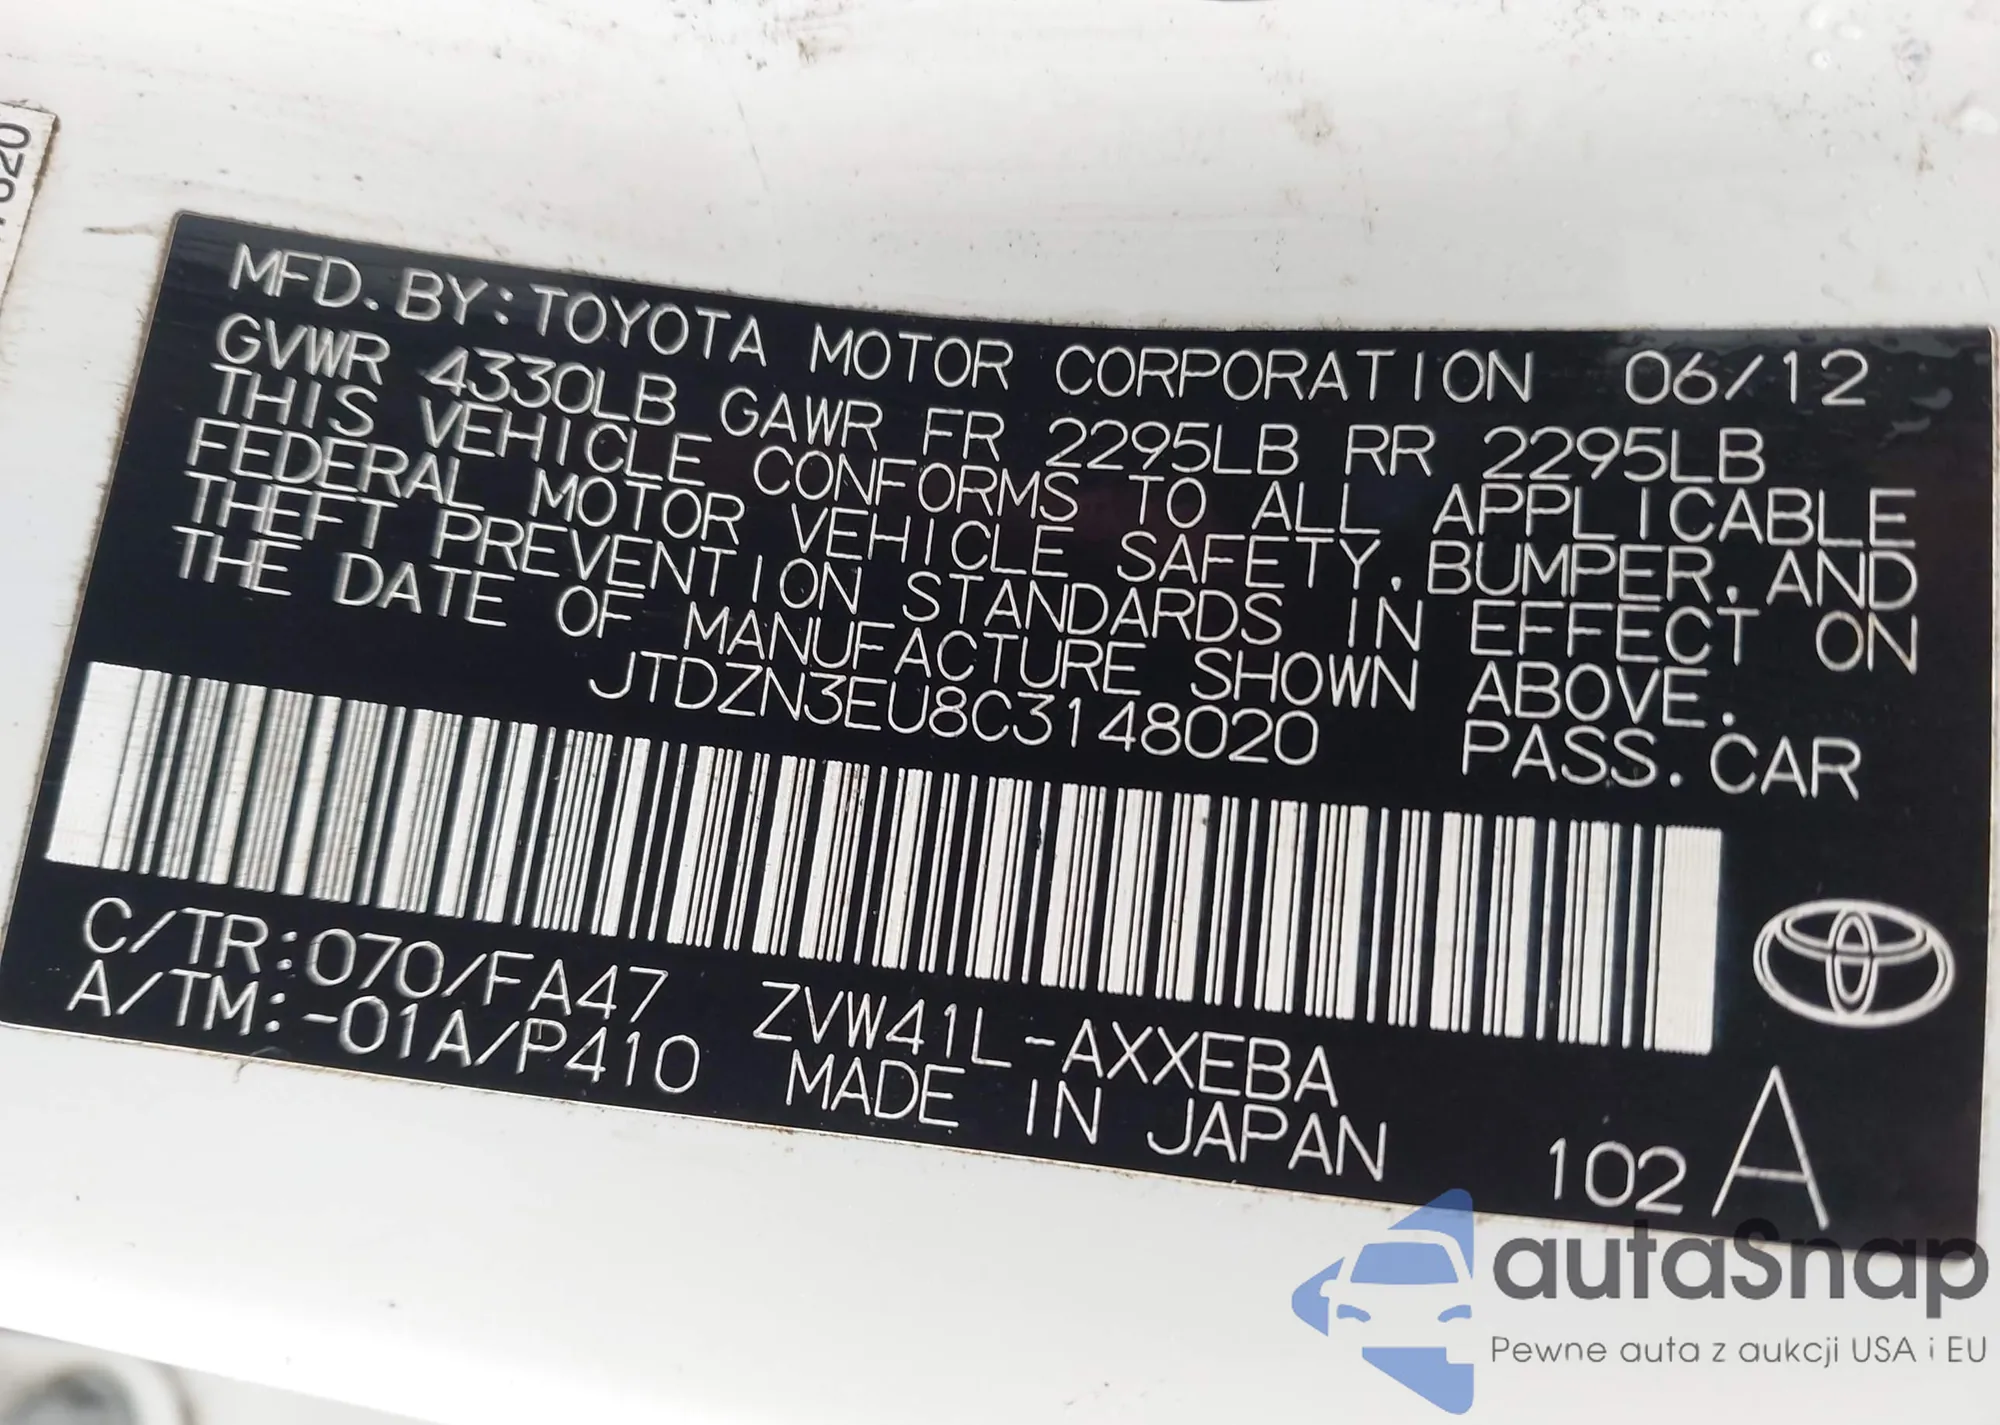 MFD. BY: TOYOTA MOTOR CORPORATION 06/12
GVWR 4330LB GAWR FR 2295LB RR 2295LB
THIS VEHICLE CONFORMS TO ALL APPLICABLE
FEDERAL MOTOR VEHICLE SAFETY, BUMPER, AND
THEFT PREVENTION STANDARDS IN EFFECT ON
THE DATE OF MANUFACTURE SHOWN ABOVE.
JTDZN3EU8C3148020 PASS. CAR
C/TR: 070/FA47 ZVW41L-AXXEBA
A/TM: -01A/P410 MADE IN JAPAN
102 A
autaSnap
Pewne auta z aukcji USA i EU